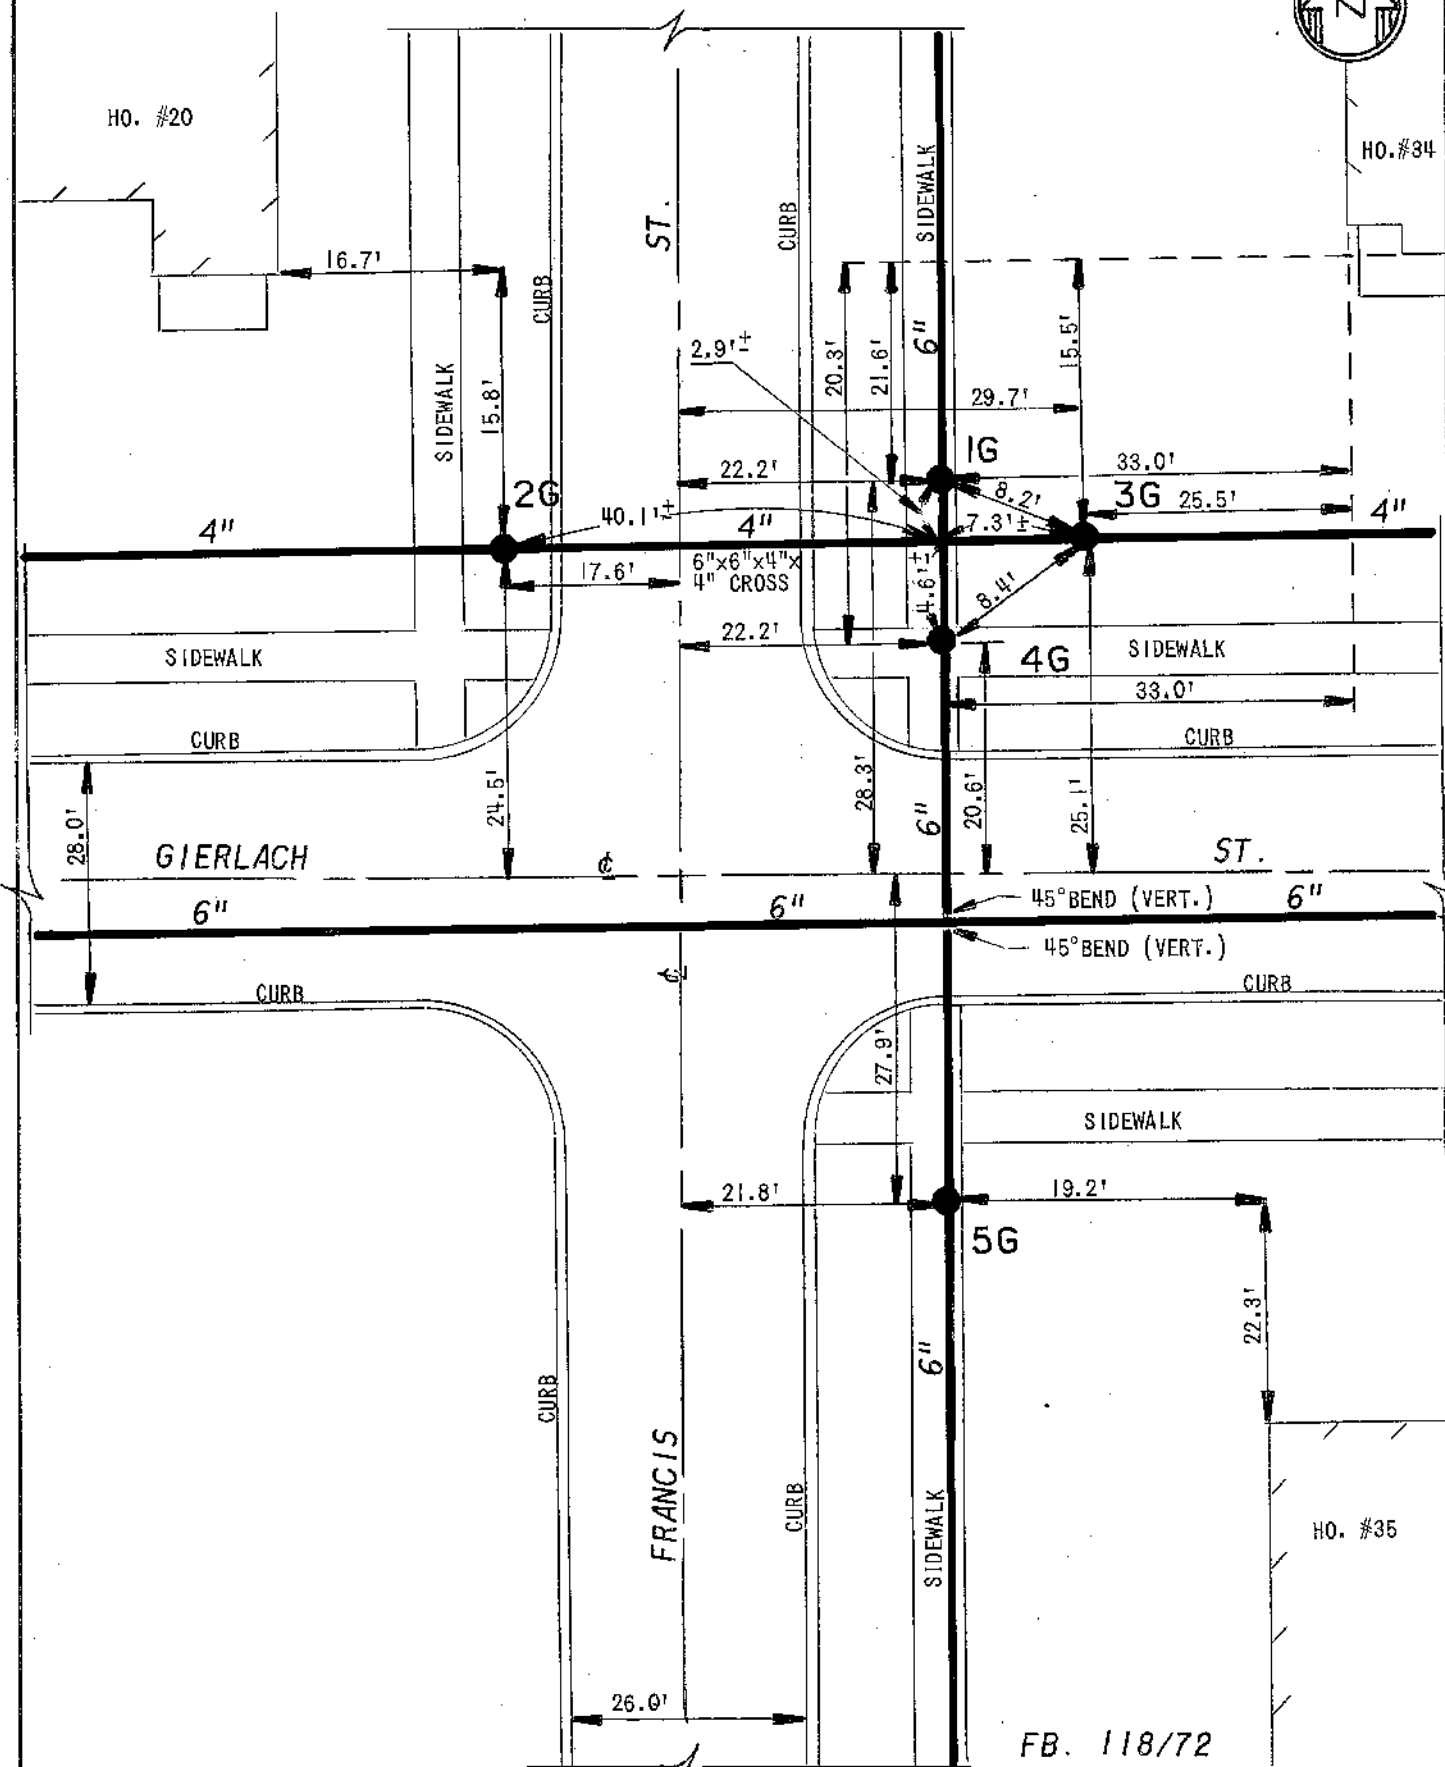 Z
HO. #20
HO.#34
SIDEWALK
CURB
ST.
16.7'
CURB
2.9'±
20.3'
21.6'
6"
15.5'
SIDEWALK
15.8'
29.7'
1G
22.2'
33.0'
8.2'
2G
3G
25.5'
40.1'±
7.3'±
4"
4"
4"
6"x6"x4"x
4" CROSS
17.6'
4.6'±
8.4'
22.2'
4G
SIDEWALK
SIDEWALK
33.0'
CURB
CURB
28.0'
24.5'
28.3'
6"
20.6'
25.1'
GIERLACH
℄
ST.
6"
6"
6"
45° BEND (VERT.)
45° BEND (VERT.)
℄
CURB
CURB
27.9'
SIDEWALK
21.8'
19.2'
5G
22.3'
6"
CURB
FRANCIS
CURB
SIDEWALK
HO. #35
26.0'
FB. 118/72